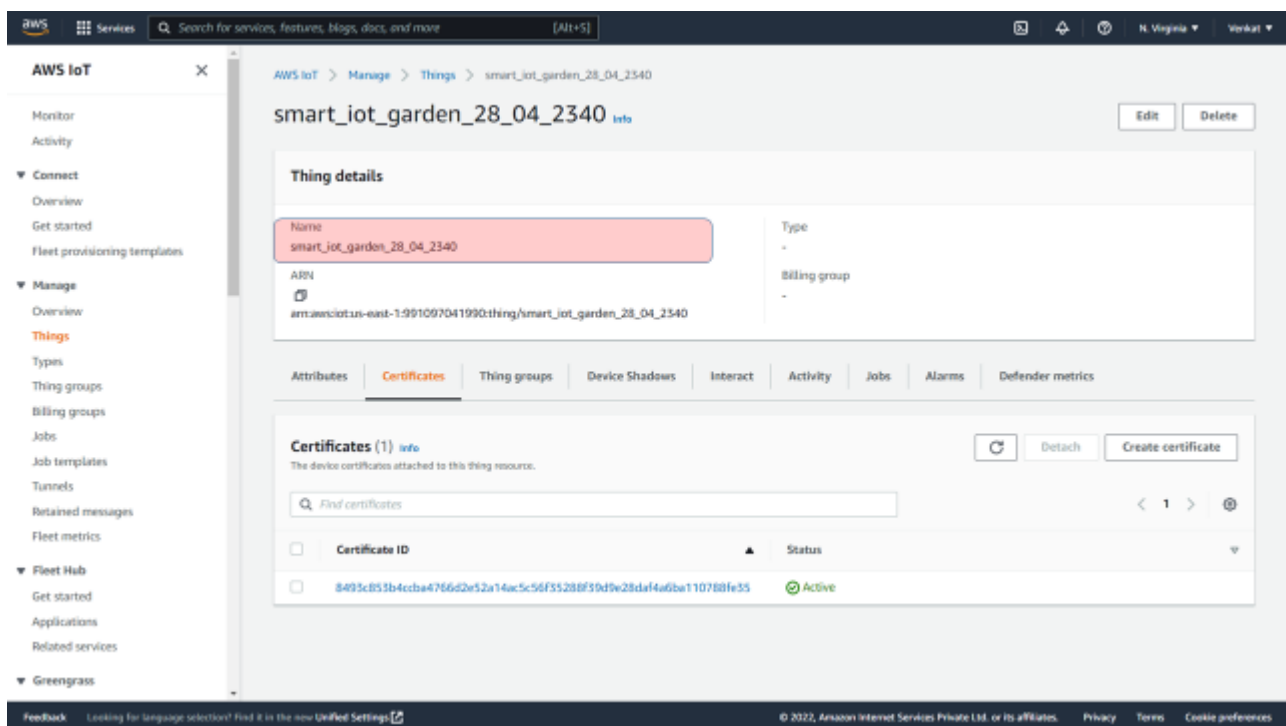 aws Services Search for services, features, blogs, docs, and more [Alt+S] N. Virginia ▼ Venkat ▼
AWS IoT
Monitor
Activity
Connect
Overview
Get started
Fleet provisioning templates
Manage
Overview
Things
Types
Thing groups
Billing groups
Jobs
Job templates
Tunnels
Retained messages
Fleet metrics
Fleet Hub
Get started
Applications
Related services
Greengrass
AWS IoT > Manage > Things > smart_iot_garden_28_04_2340
smart_iot_garden_28_04_2340 Info
Edit Delete
Thing details
Name
smart_iot_garden_28_04_2340
ARN
arn:aws:iot:us-east-1:991097041990:thing/smart_iot_garden_28_04_2340
Type
-
Billing group
-
Attributes Certificates Thing groups Device Shadows Interact Activity Jobs Alarms Defender metrics
Certificates (1) Info
The device certificates attached to this thing resource.
Detach Create certificate
Find certificates
< 1 >
Certificate ID Status
8493c853b4ccba4766d2e52a14ac5c56f35288f39d9e28daf4a6ba110788fe35 Active
Feedback Looking for language selection? Find it in the new Unified Settings © 2022, Amazon Internet Services Private Ltd. or its affiliates. Privacy Terms Cookie preferences